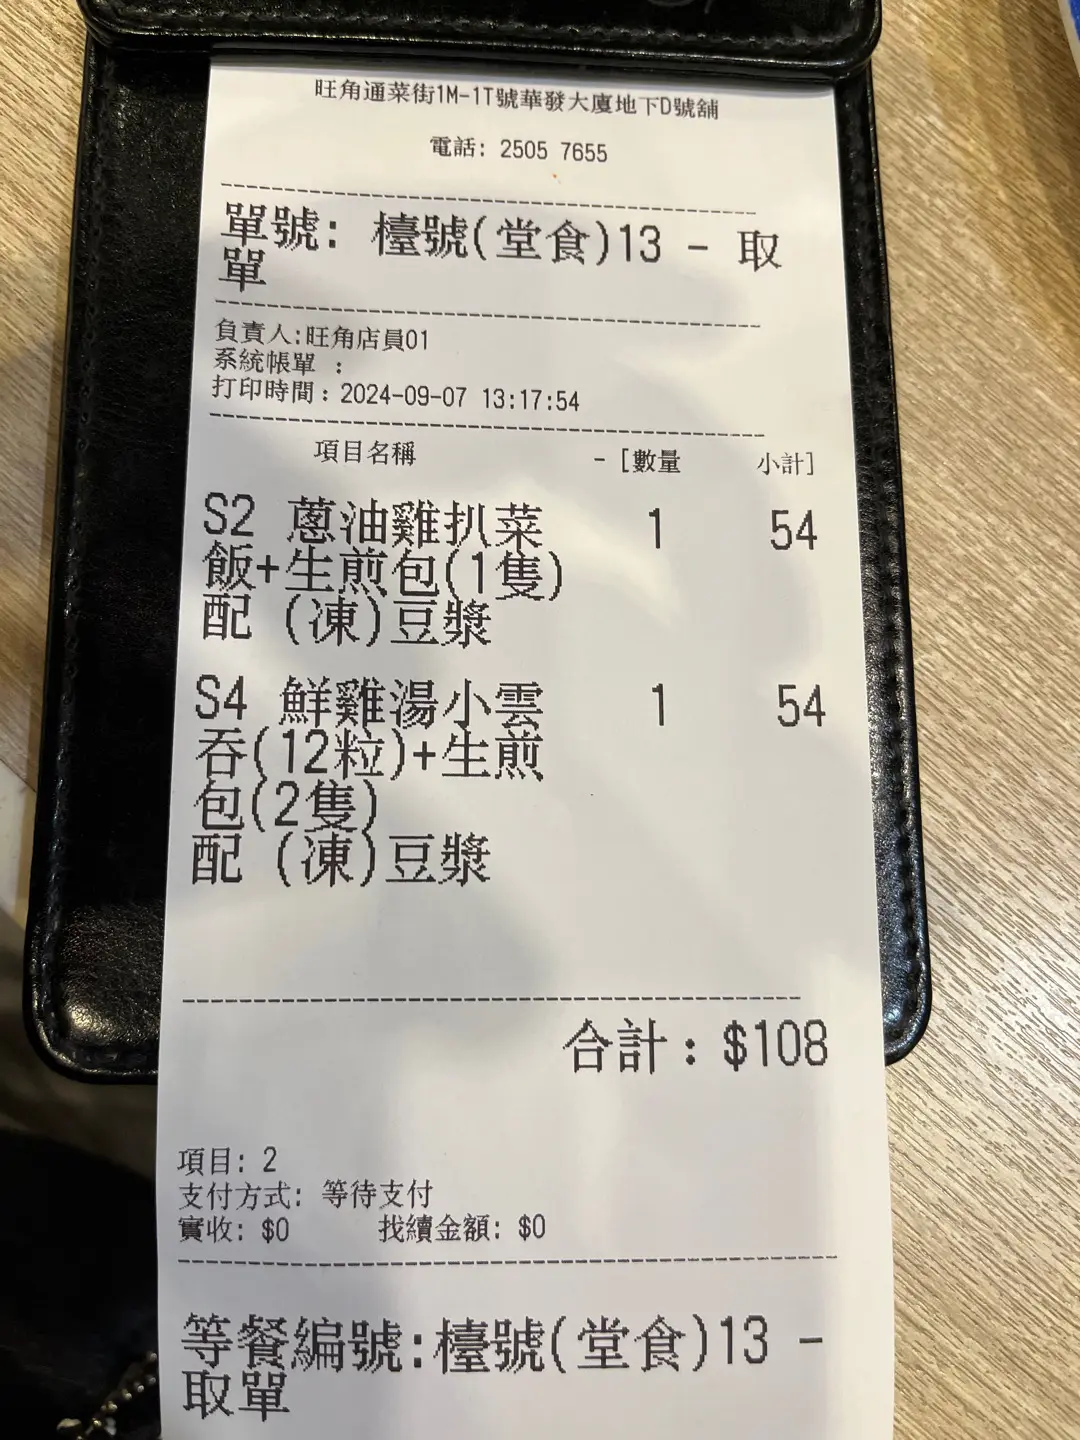 旺角通菜街1M-1T號華發大廈地下D號舖
電話: 2505 7655
單號: 檯號(堂食)13 - 取
單
負責人:旺角店員01
系統帳單 :
打印時間: 2024-09-07 13:17:54
項目名稱 - [數量 小計]
S2 蔥油雞扒菜 1 54
飯+生煎包(1隻)
配 (凍)豆漿
S4 鮮雞湯小雲 1 54
吞(12粒)+生煎
包(2隻)
配 (凍)豆漿
合計: $108
項目: 2
支付方式: 等待支付
實收: $0 找續金額: $0
等餐編號:檯號(堂食)13 -
取單